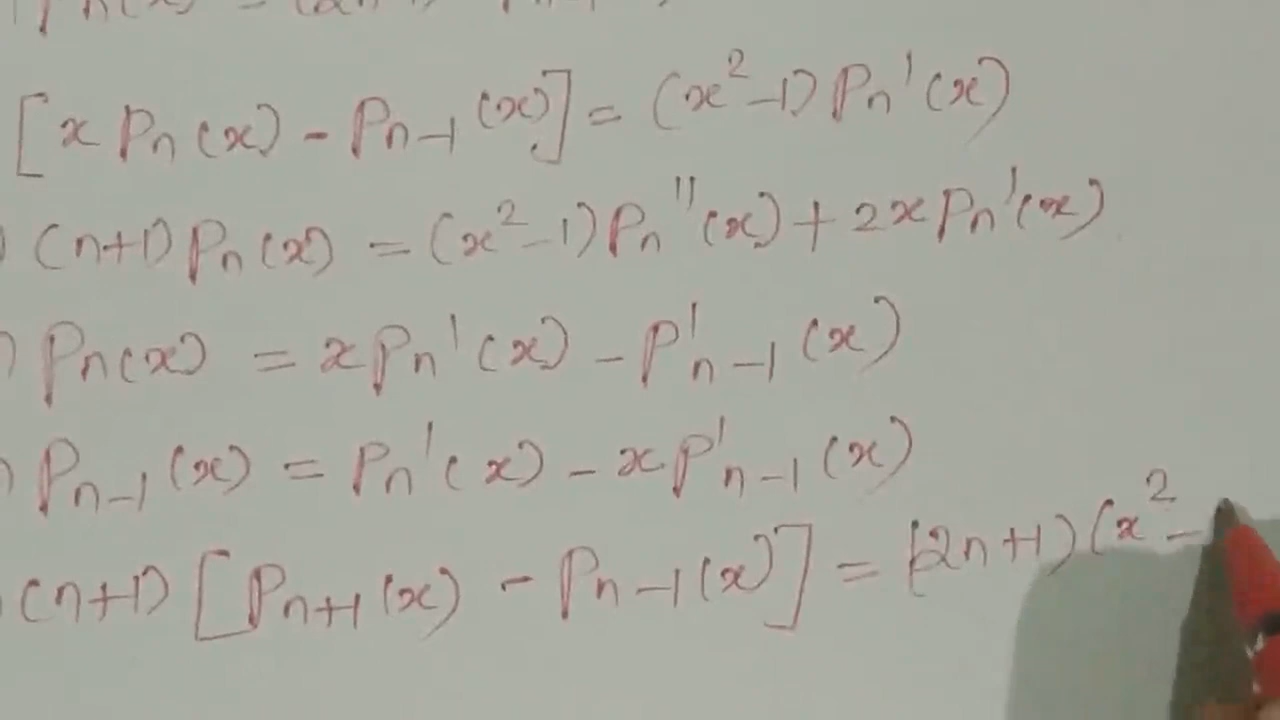 [x Pn(x) - Pn-1(x)] = (x²-1) Pn'(x)
) (n+1) Pn(x) = (x²-1) Pn''(x) + 2x Pn'(x)
) Pn(x) = x Pn'(x) - P'n-1(x)
) Pn-1(x) = Pn'(x) - x P'n-1(x)
) (n+1) [Pn+1(x) - Pn-1(x)] = (2n+1) (x² -